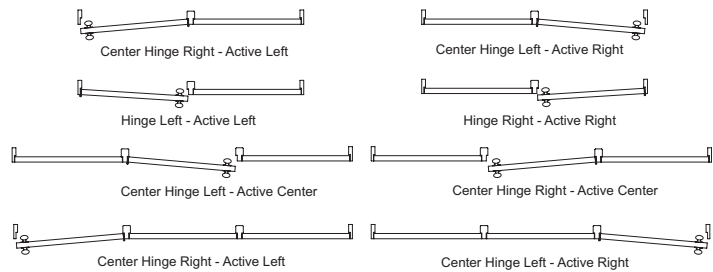 Center Hinge Right - Active Left
Center Hinge Left - Active Right
Hinge Left - Active Left
Hinge Right - Active Right
Center Hinge Left - Active Center
Center Hinge Right - Active Center
Center Hinge Right - Active Left
Center Hinge Left - Active Right